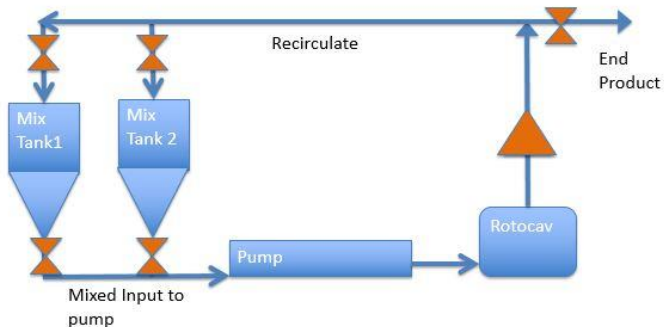 Recirculate
End
Product
Mix
Tank1
Mix
Tank 2
Rotocav
Pump
Mixed Input to
pump